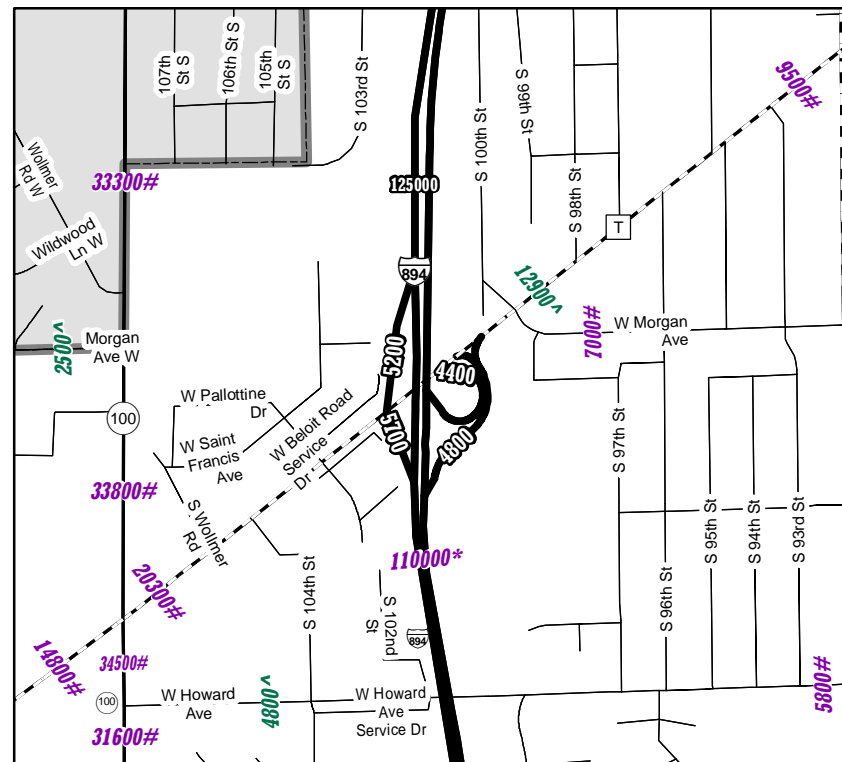 107th
St S
106th St S
105th
St S
S 103rd St
S 100th St
S 99th St
S 98th St
9500#
Wollmer
Rd W
33300#
125000
Wildwood
Ln W
T
894
12900^
2500^
Morgan
Ave W
7000#
W Morgan
Ave
5200
4400
W Pallottine
Dr
100
W Saint
Francis
Ave
W Beloit Road
Service
Dr
5700
4800
S 97th St
33800#
S Wollmer
Rd
S 95th St
S 94th St
S 93rd St
110000*
20300#
S 104th St
S 102nd
St
S 96th St
894
14800#
34500#
100
W Howard
Ave
4800^
W Howard
Ave
Service Dr
5800#
31600#